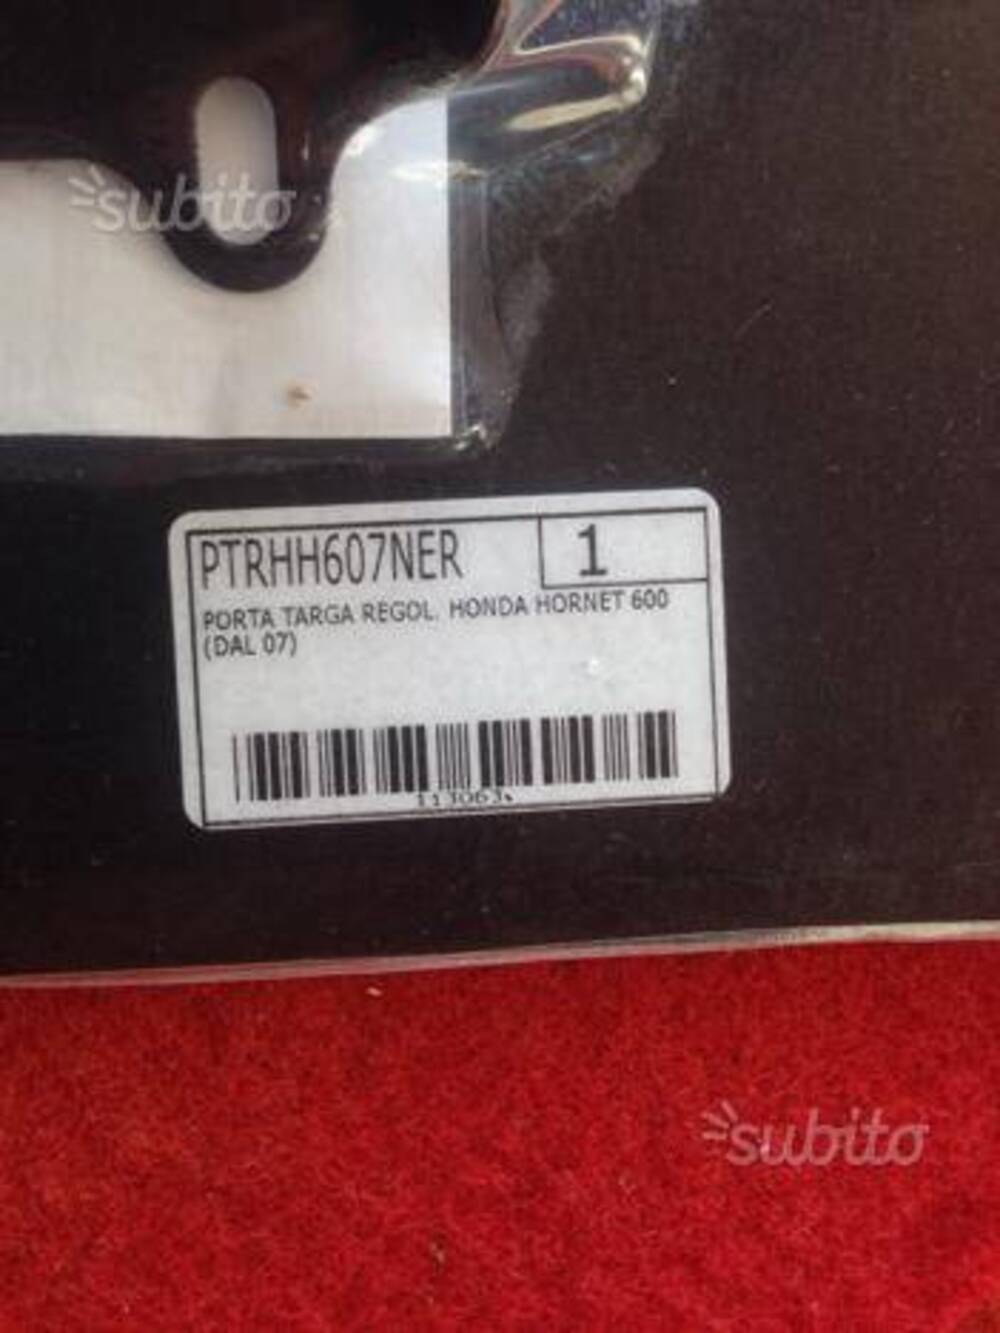 subito
PTRHH607NER 1
PORTA TARGA REGOL. HONDA HORNET 600
(DAL 07)
subito